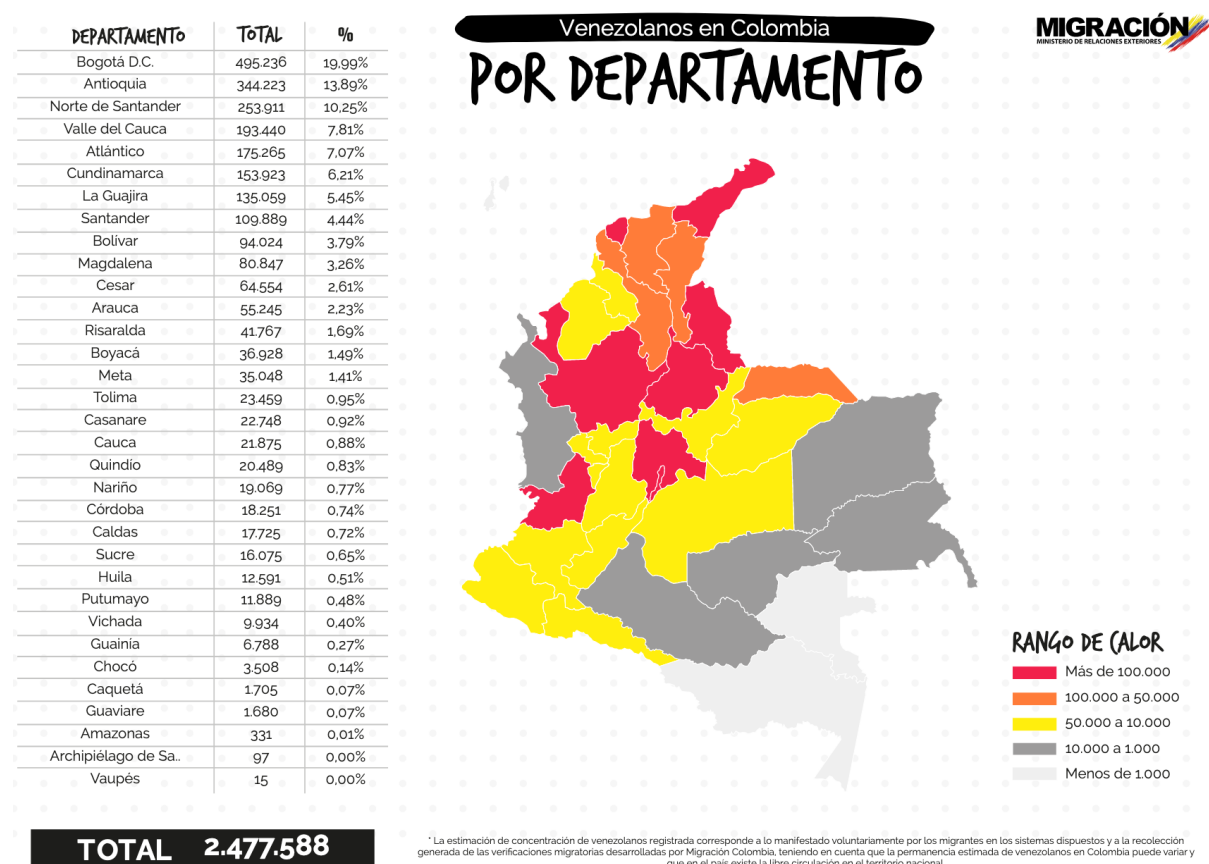 DEPARTAMENTO TOTAL %
Bogotá D.C. 495.236 19,99%
Antioquia 344.223 13,89%
Norte de Santander 253.911 10,25%
Valle del Cauca 193.440 7,81%
Atlántico 175.265 7,07%
Cundinamarca 153.923 6,21%
La Guajira 135.059 5,45%
Santander 109.889 4,44%
Bolívar 94.024 3,79%
Magdalena 80.847 3,26%
Cesar 64.554 2,61%
Arauca 55.245 2,23%
Risaralda 41.767 1,69%
Boyacá 36.928 1,49%
Meta 35.048 1,41%
Tolima 23.459 0,95%
Casanare 22.748 0,92%
Cauca 21.875 0,88%
Quindío 20.489 0,83%
Nariño 19.069 0,77%
Córdoba 18.251 0,74%
Caldas 17.725 0,72%
Sucre 16.075 0,65%
Huila 12.591 0,51%
Putumayo 11.889 0,48%
Vichada 9.934 0,40%
Guainía 6.788 0,27%
Chocó 3.508 0,14%
Caquetá 1.705 0,07%
Guaviare 1.680 0,07%
Amazonas 331 0,01%
Archipiélago de Sa.. 97 0,00%
Vaupés 15 0,00%
TOTAL 2.477.588
Venezolanos en Colombia
POR DEPARTAMENTO
MIGRACIÓN
MINISTERIO DE RELACIONES EXTERIORES
RANGO DE CALOR
Más de 100.000
100.000 a 50.000
50.000 a 10.000
10.000 a 1.000
Menos de 1.000
* La estimación de concentración de venezolanos registrada corresponde a lo manifestado voluntariamente por los migrantes en los sistemas dispuestos y a la recolección
generada de las verificaciones migratorias desarrolladas por Migración Colombia, teniendo en cuenta que la permanencia estimada de venezolanos en Colombia puede variar y
que en el país existe la libre circulación en el territorio nacional